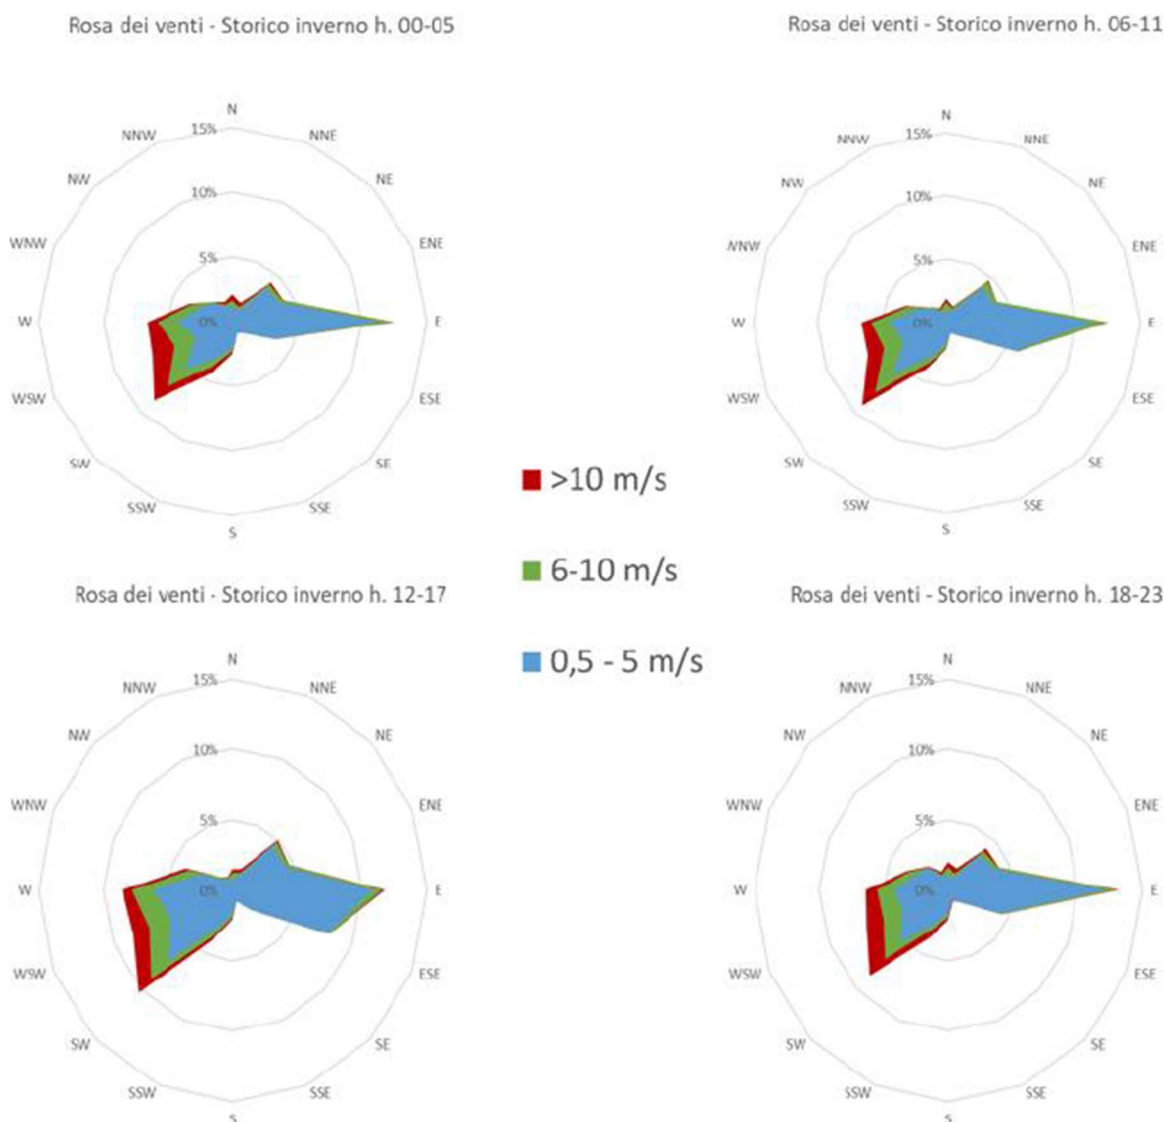 Rosa dei venti - Storico inverno h. 00-05
N
NNE
NE
ENE
E
ESE
SE
SSE
S
SSW
SW
WSW
W
WNW
NW
NNW
15%
10%
5%
0%
Rosa dei venti - Storico inverno h. 06-11
N
NNE
NE
ENE
E
ESE
SE
SSE
S
SSW
SW
WSW
W
WNW
NW
NNW
15%
10%
5%
0%
>10 m/s
6-10 m/s
0,5 - 5 m/s
Rosa dei venti - Storico inverno h. 12-17
N
NNE
NE
ENE
E
ESE
SE
SSE
S
SSW
SW
WSW
W
WNW
NW
NNW
15%
10%
5%
0%
Rosa dei venti - Storico inverno h. 18-23
N
NNE
NE
ENE
E
ESE
SE
SSE
S
SSW
SW
WSW
W
WNW
NW
NNW
15%
10%
5%
0%